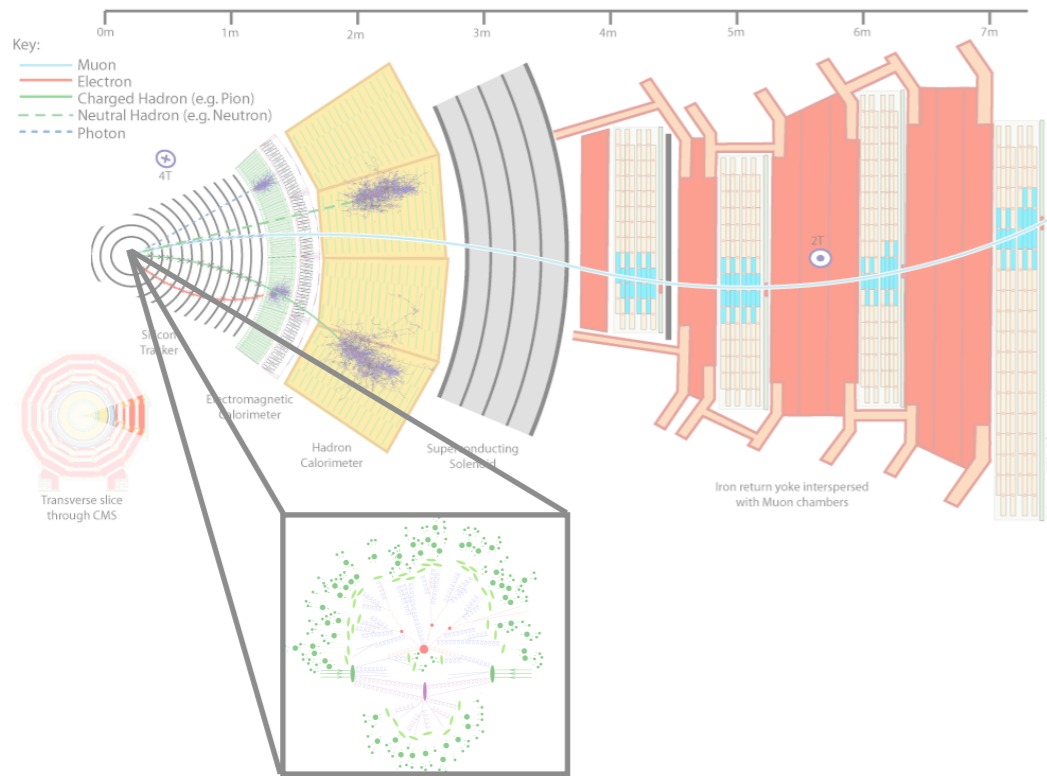 0m 1m 2m 3m 4m 5m 6m 7m
Key:
Muon
Electron
Charged Hadron (e.g. Pion)
Neutral Hadron (e.g. Neutron)
Photon
4T
2T
Silicon
Tracker
Electromagnetic
Calorimeter
Hadron
Calorimeter
Superconducting
Solenoid
Iron return yoke interspersed
with Muon chambers
Transverse slice
through CMS